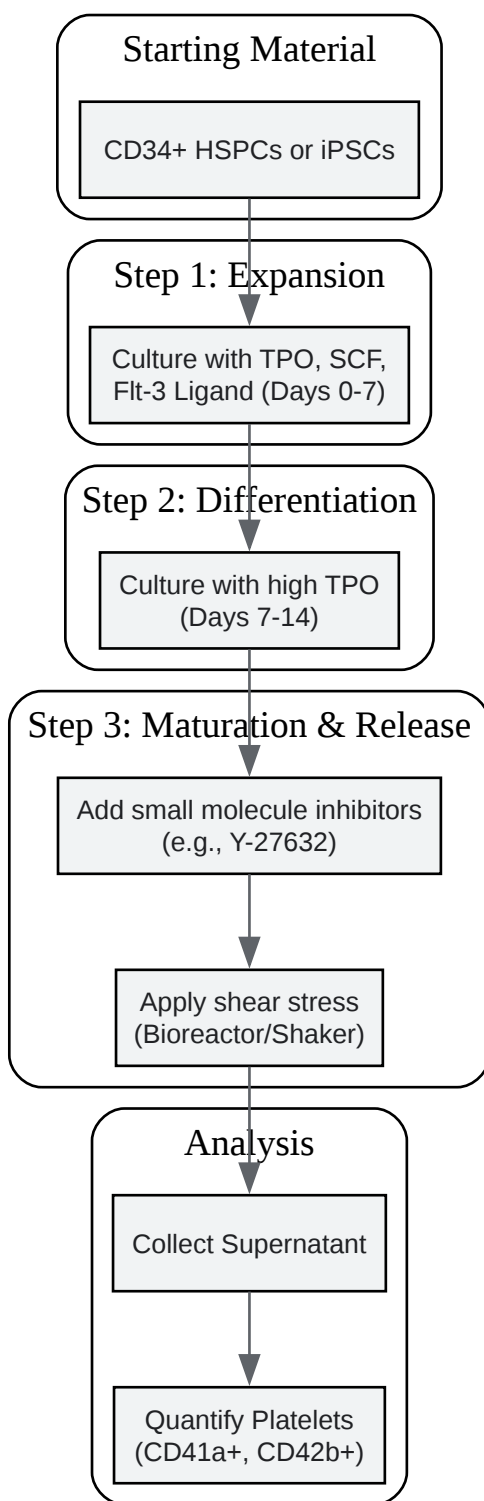 Starting Material
CD34+ HSPCs or iPSCs
Step 1: Expansion
Culture with TPO, SCF,
Flt-3 Ligand (Days 0-7)
Step 2: Differentiation
Culture with high TPO
(Days 7-14)
Step 3: Maturation & Release
Add small molecule inhibitors
(e.g., Y-27632)
Apply shear stress
(Bioreactor/Shaker)
Analysis
Collect Supernatant
Quantify Platelets
(CD41a+, CD42b+)